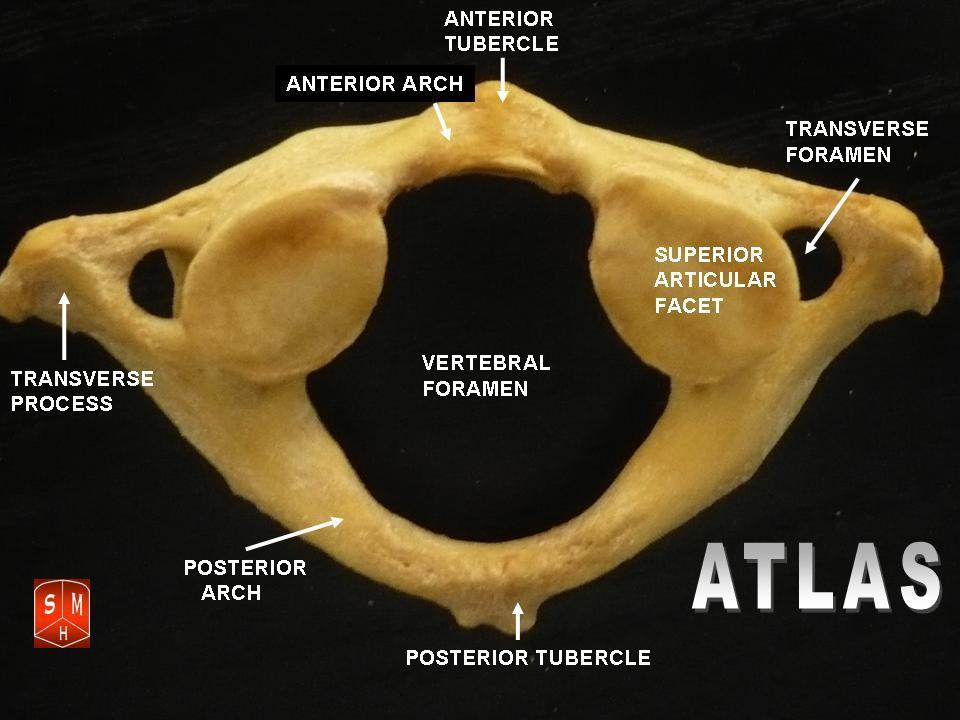 ANTERIOR
TUBERCLE
ANTERIOR ARCH
TRANSVERSE
FORAMEN
SUPERIOR
ARTICULAR
FACET
VERTEBRAL
FORAMEN
TRANSVERSE
PROCESS
POSTERIOR
ARCH
ATLAS
S M
H
POSTERIOR TUBERCLE